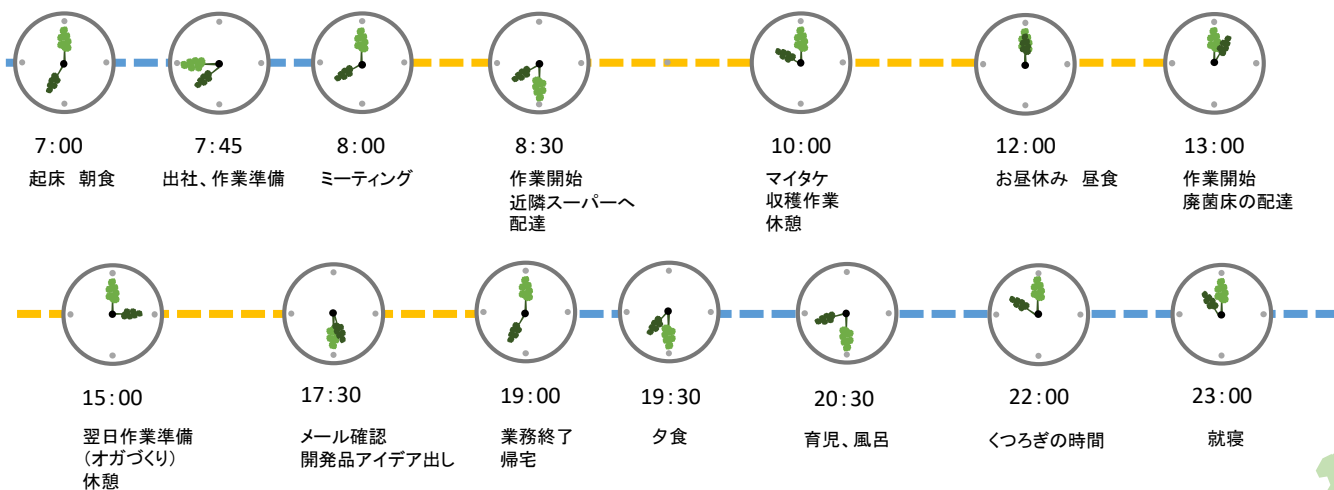 7:00
起床　朝食
7:45
出社、作業準備
8:00
ミーティング
8:30
作業開始
近隣スーパーへ
配達
10:00
マイタケ
収穫作業
休憩
12:00
お昼休み　昼食
13:00
作業開始
廃菌床の配達
15:00
翌日作業準備
(オガづくり)
休憩
17:30
メール確認
開発品アイデア出し
19:00
業務終了
帰宅
19:30
夕食
20:30
育児、風呂
22:00
くつろぎの時間
23:00
就寝